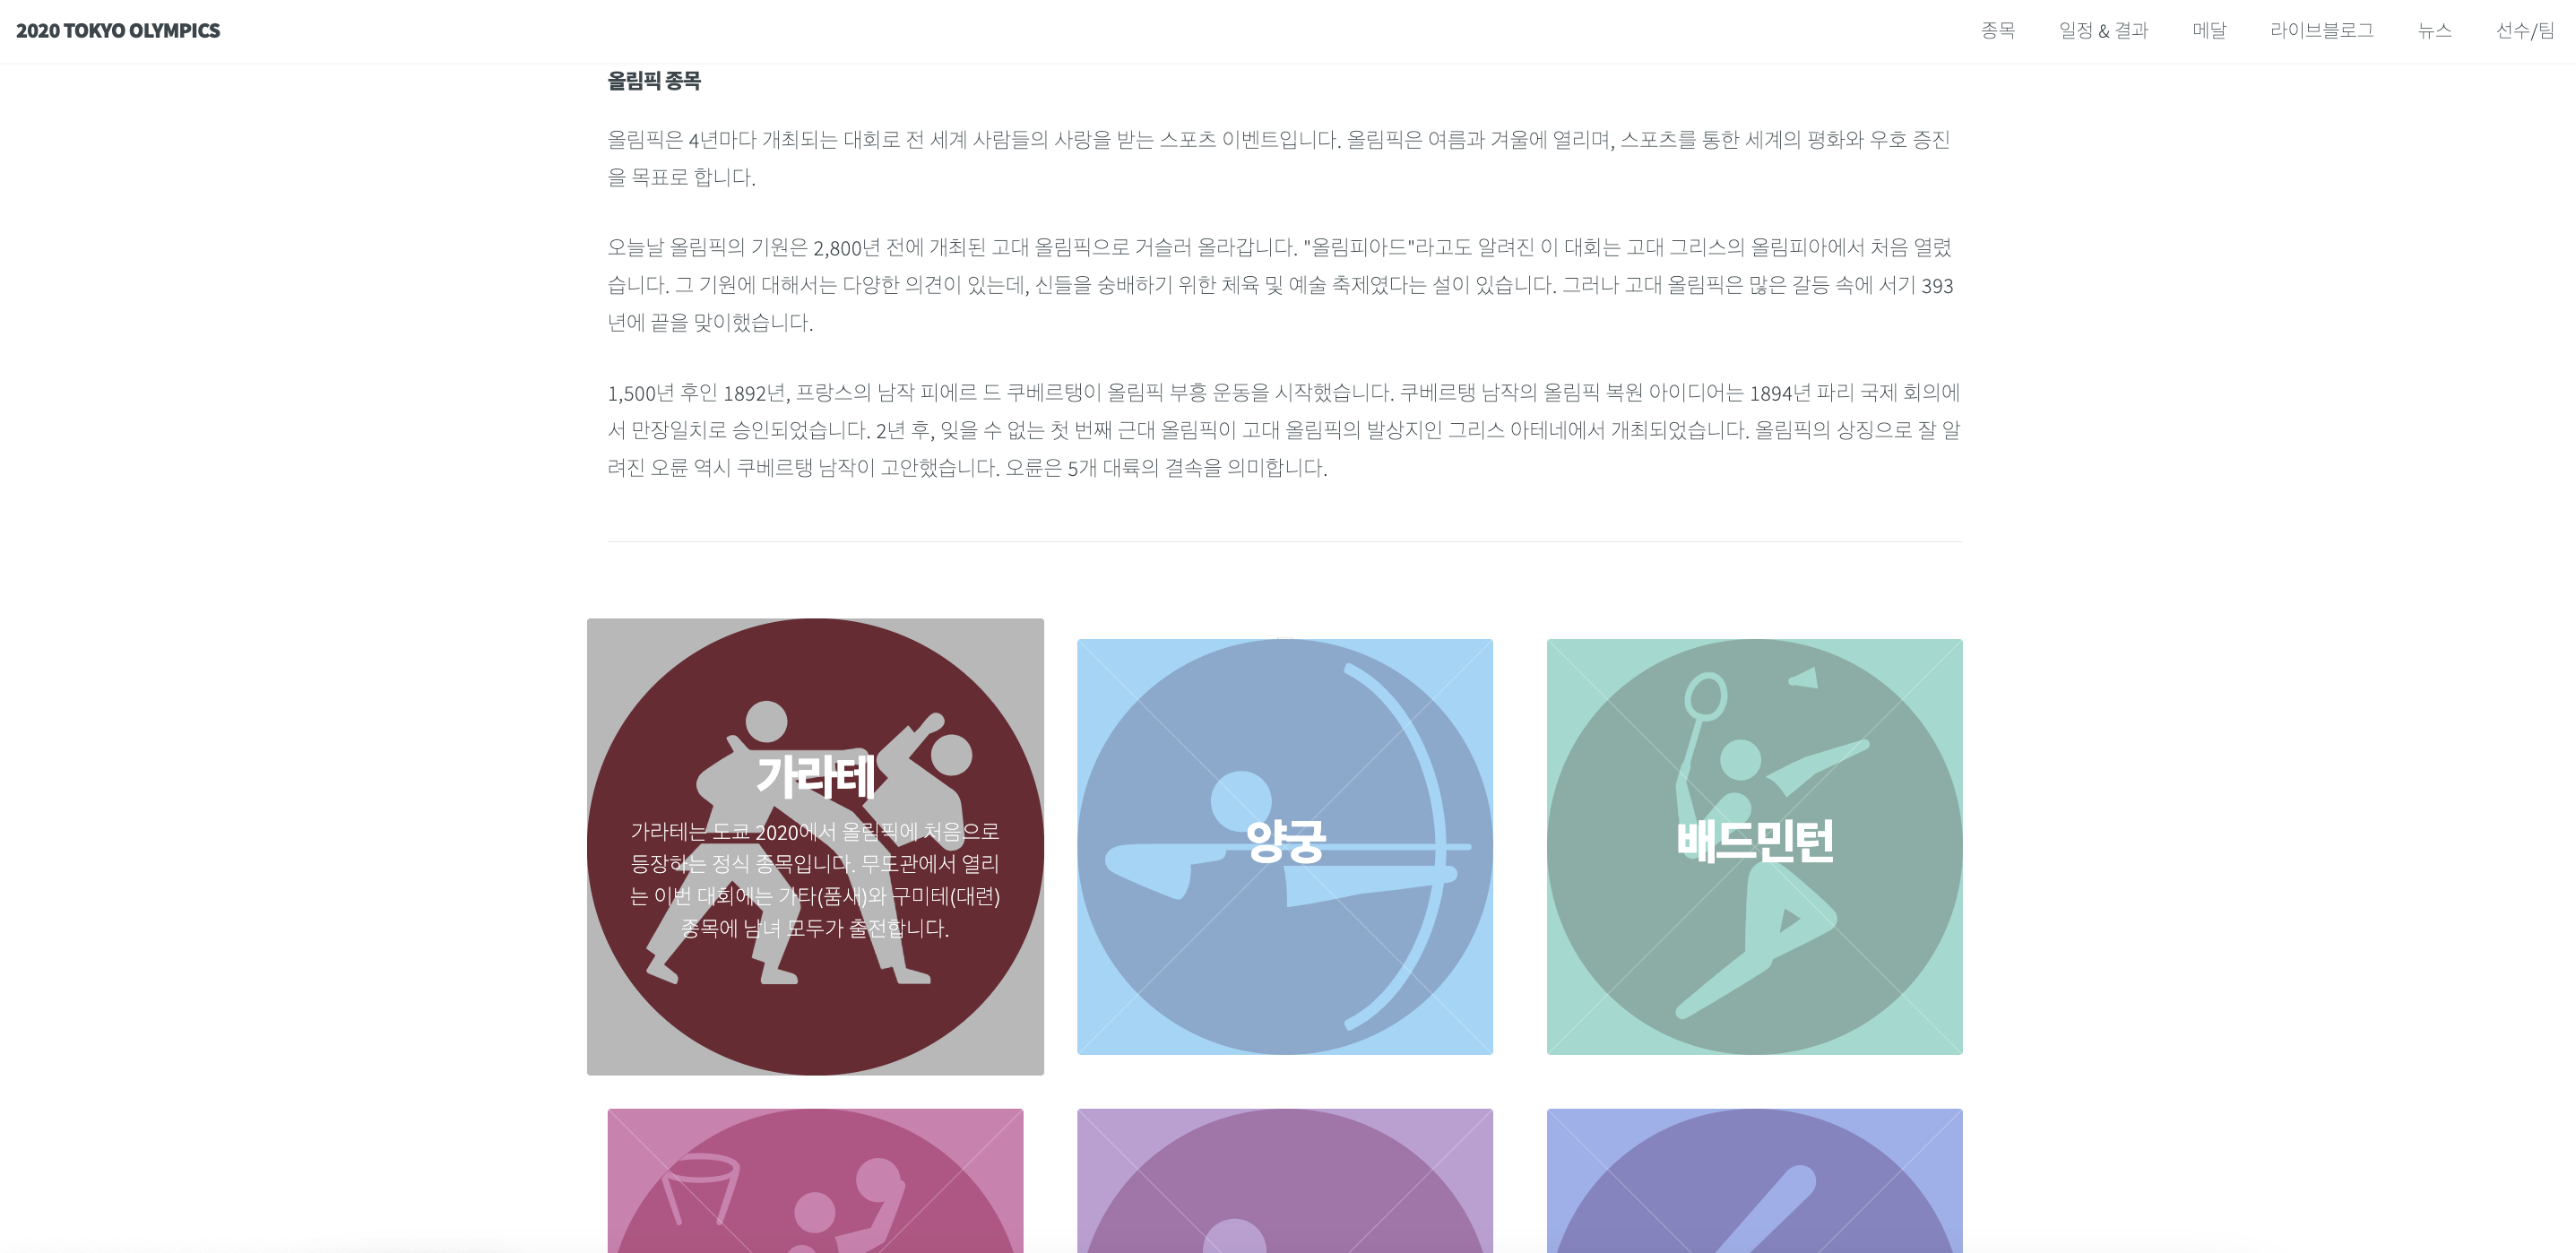 2020 TOKYO OLYMPICS
종목 일정 & 결과 메달 라이브블로그 뉴스 선수/팀
올림픽 종목
올림픽은 4년마다 개최되는 대회로 전 세계 사람들의 사랑을 받는 스포츠 이벤트입니다. 올림픽은 여름과 겨울에 열리며, 스포츠를 통한 세계의 평화와 우호 증진
을 목표로 합니다.
오늘날 올림픽의 기원은 2,800년 전에 개최된 고대 올림픽으로 거슬러 올라갑니다. "올림피아드"라고도 알려진 이 대회는 고대 그리스의 올림피아에서 처음 열렸
습니다. 그 기원에 대해서는 다양한 의견이 있는데, 신들을 숭배하기 위한 체육 및 예술 축제였다는 설이 있습니다. 그러나 고대 올림픽은 많은 갈등 속에 서기 393
년에 끝을 맞이했습니다.
1,500년 후인 1892년, 프랑스의 남작 피에르 드 쿠베르탱이 올림픽 부흥 운동을 시작했습니다. 쿠베르탱 남작의 올림픽 복원 아이디어는 1894년 파리 국제 회의에
서 만장일치로 승인되었습니다. 2년 후, 잊을 수 없는 첫 번째 근대 올림픽이 고대 올림픽의 발상지인 그리스 아테네에서 개최되었습니다. 올림픽의 상징으로 잘 알
려진 오륜 역시 쿠베르탱 남작이 고안했습니다. 오륜은 5개 대륙의 결속을 의미합니다.
가라테
가라테는 도쿄 2020에서 올림픽에 처음으로
등장하는 정식 종목입니다. 무도관에서 열리
는 이번 대회에는 가타(품새)와 구미테(대련)
종목에 남녀 모두가 출전합니다.
양궁
배드민턴